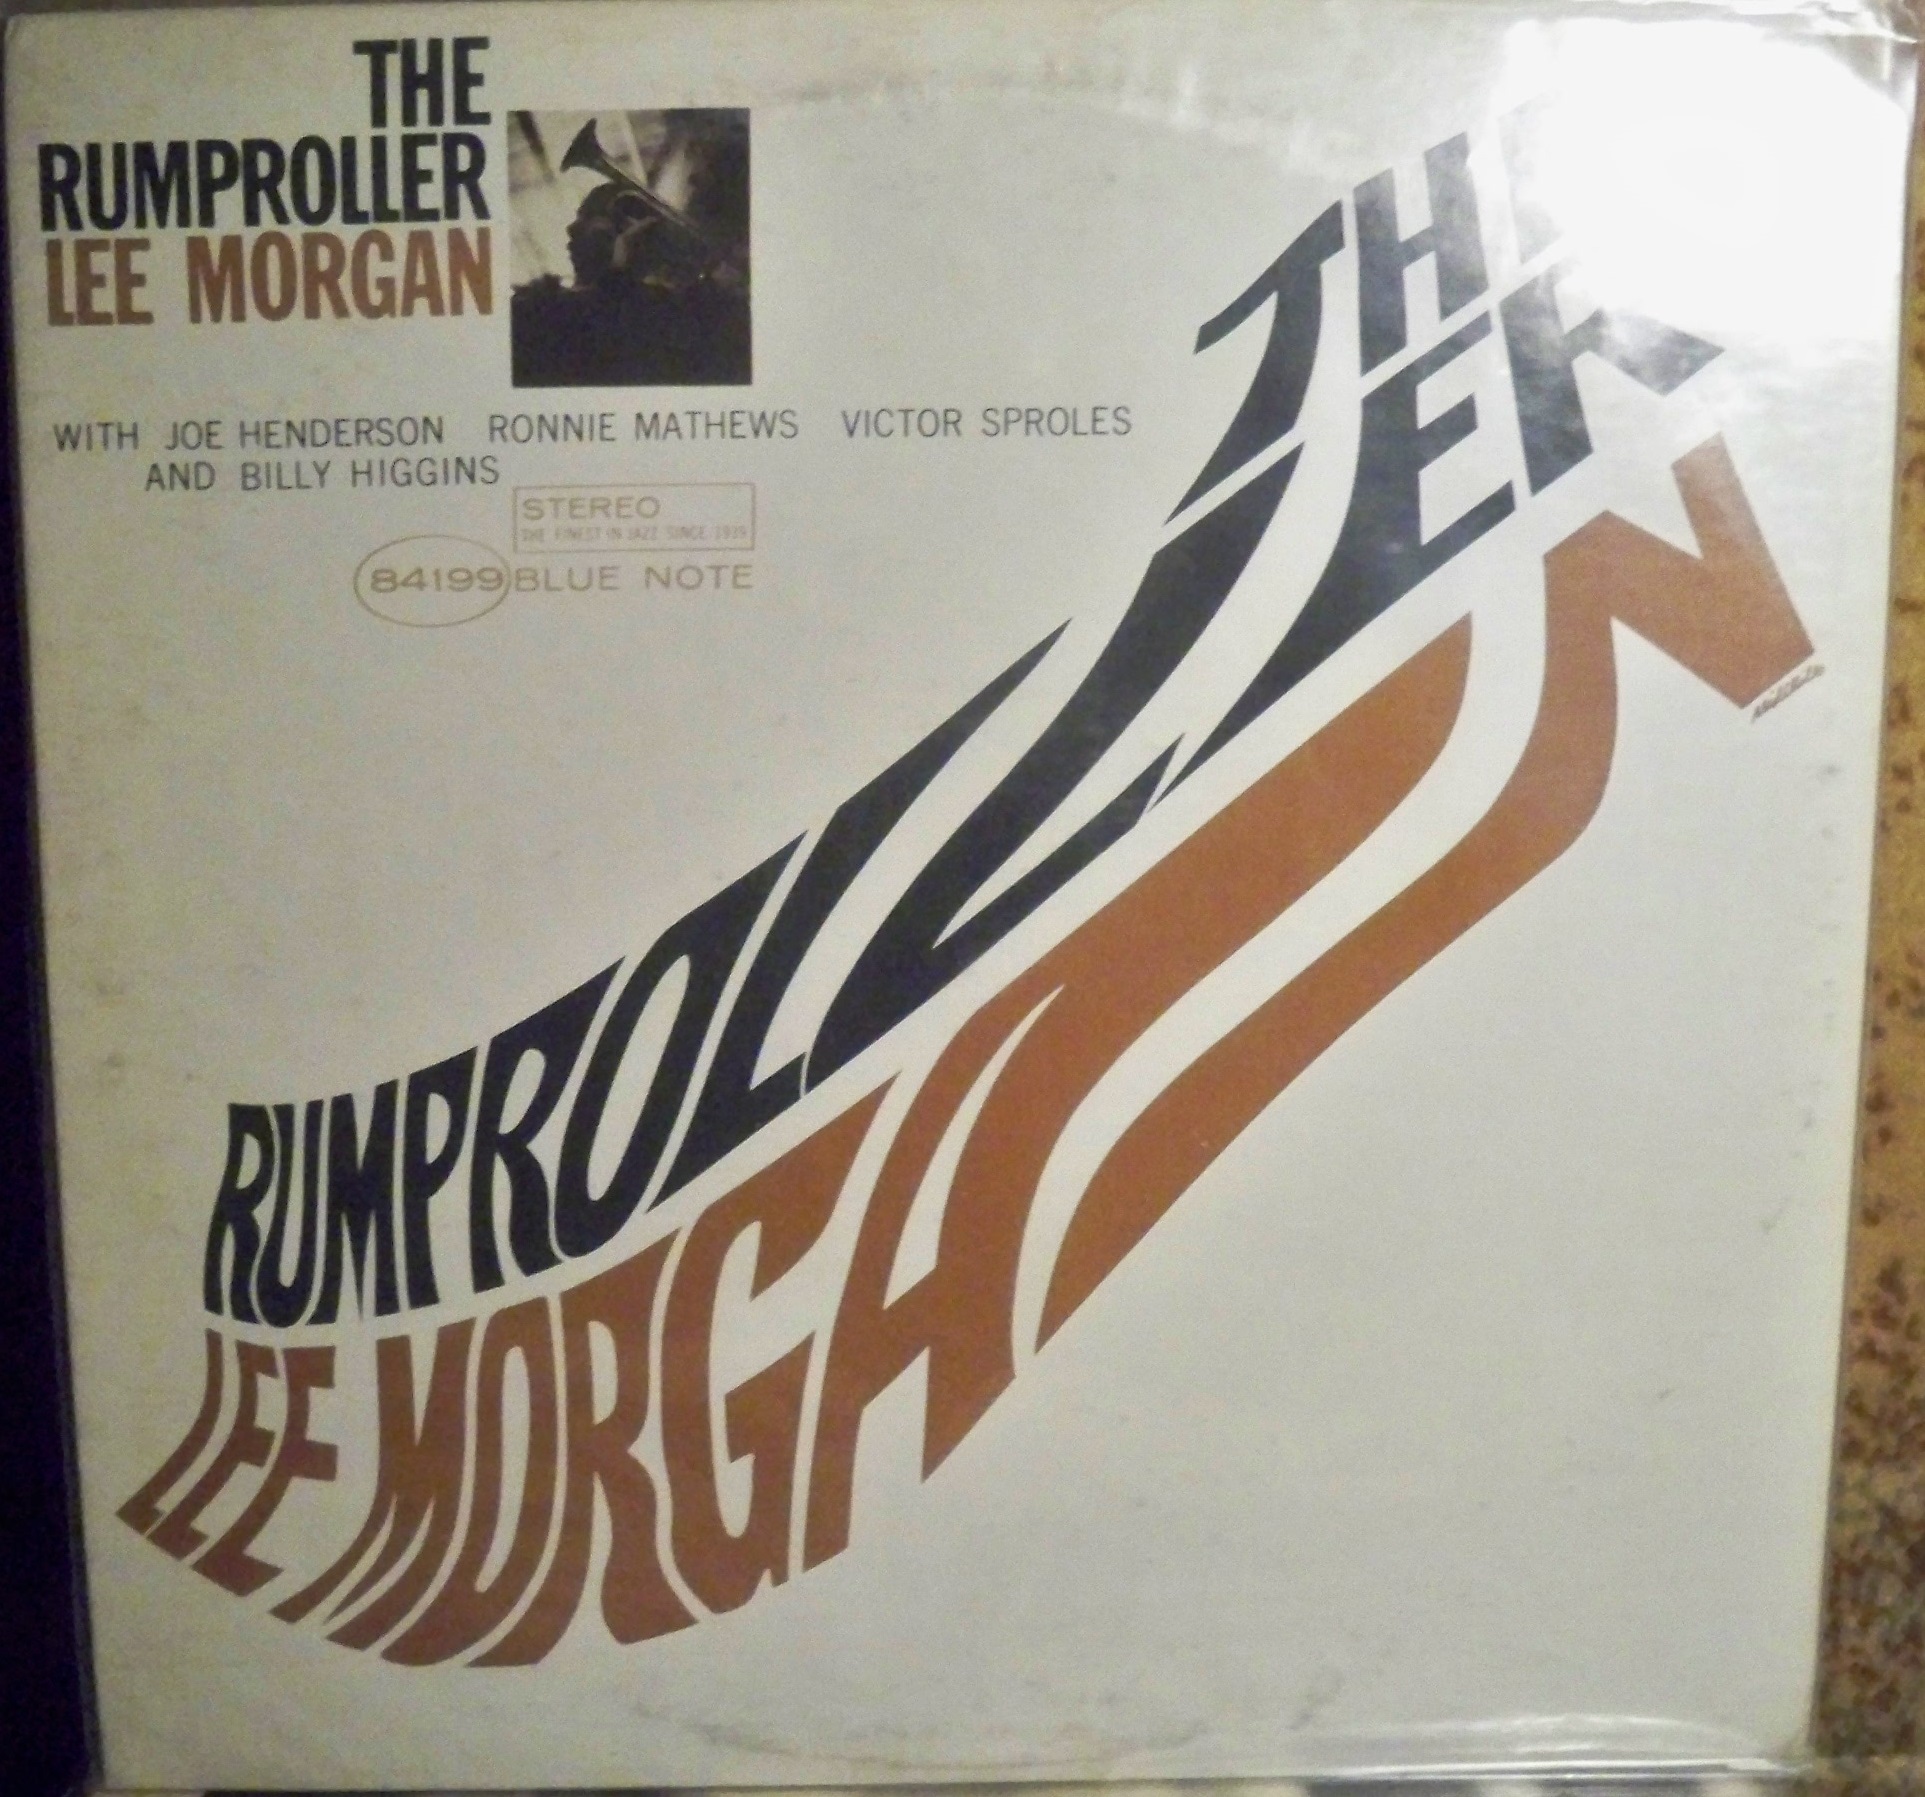 THE
RUMPROLLER
LEE MORGAN
WITH JOE HENDERSON RONNIE MATHEWS VICTOR SPROLES
AND BILLY HIGGINS
STEREO
THE FINEST IN JAZZ SINCE 1939
84199 BLUE NOTE
THE
RUMPROLLER
LEE MORGAN